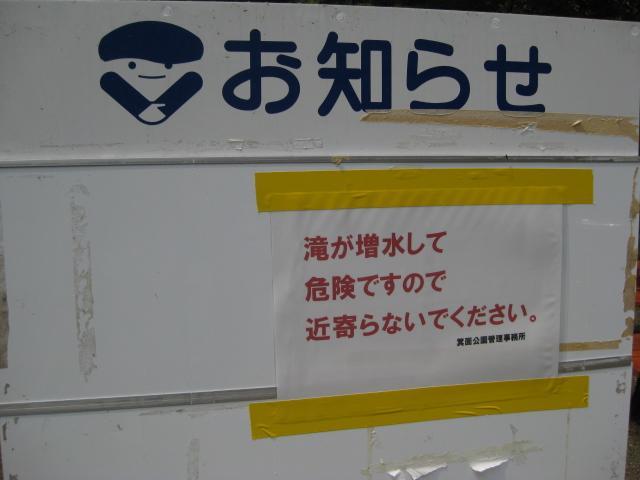 お知らせ
滝が増水して
危険ですので
近寄らないでください。
箕面公園管理事務所